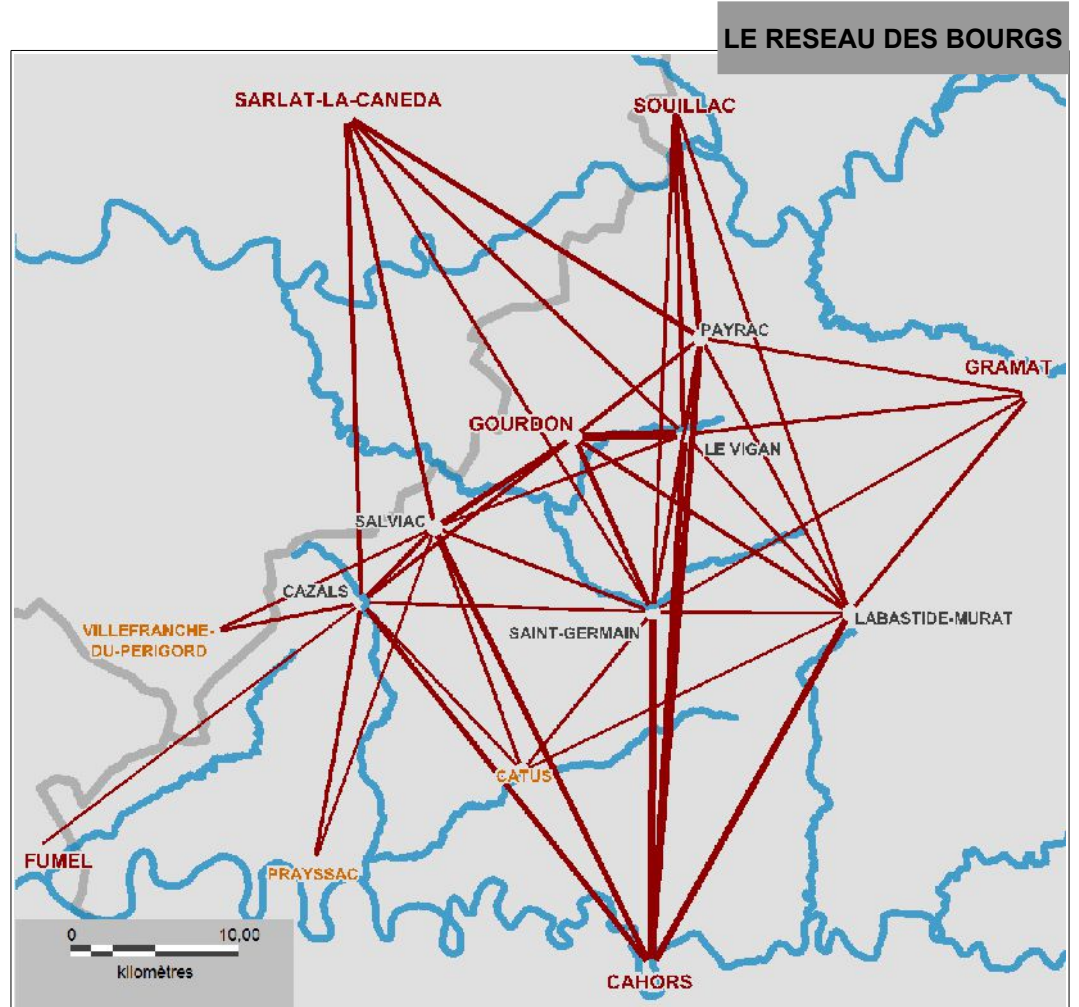 LE RESEAU DES BOURGS
SARLAT-LA-CANEDA
SOUILLAC
PAYRAC
GRAMAT
GOURDON
LE VIGAN
SALVIAC
CAZALS
SAINT-GERMAIN
LABASTIDE-MURAT
VILLEFRANCHE-
DU-PERIGORD
CATUS
FUMEL
PRAYSSAC
0 10,00
kilomètres
CAHORS